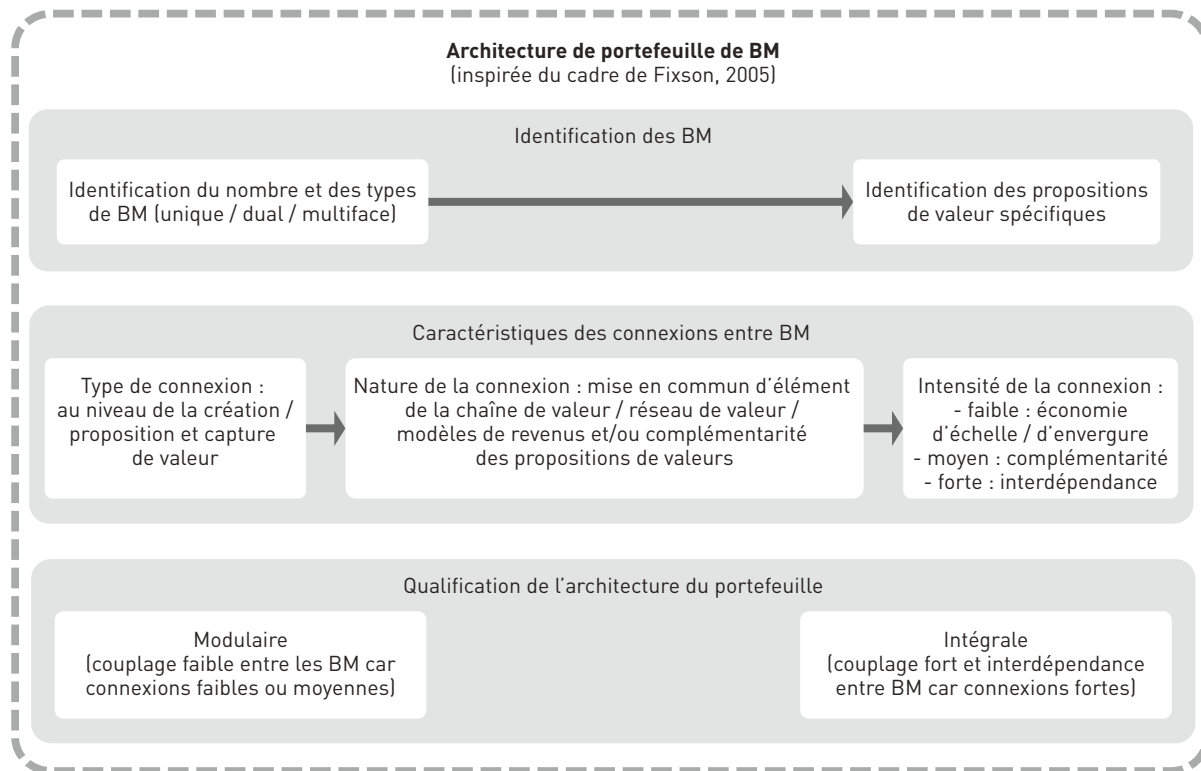 Architecture de portefeuille de BM
(inspirée du cadre de Fixson, 2005)
Identification des BM
Identification du nombre et des types
de BM (unique / dual / multiface)
Identification des propositions
de valeur spécifiques
Caractéristiques des connexions entre BM
Type de connexion :
au niveau de la création /
proposition et capture
de valeur
Nature de la connexion : mise en commun d'élément
de la chaîne de valeur / réseau de valeur /
modèles de revenus et/ou complémentarité
des propositions de valeurs
Intensité de la connexion :
- faible : économie
d'échelle / d'envergure
- moyen : complémentarité
- forte : interdépendance
Qualification de l'architecture du portefeuille
Modulaire
(couplage faible entre les BM car
connexions faibles ou moyennes)
Intégrale
(couplage fort et interdépendance
entre BM car connexions fortes)